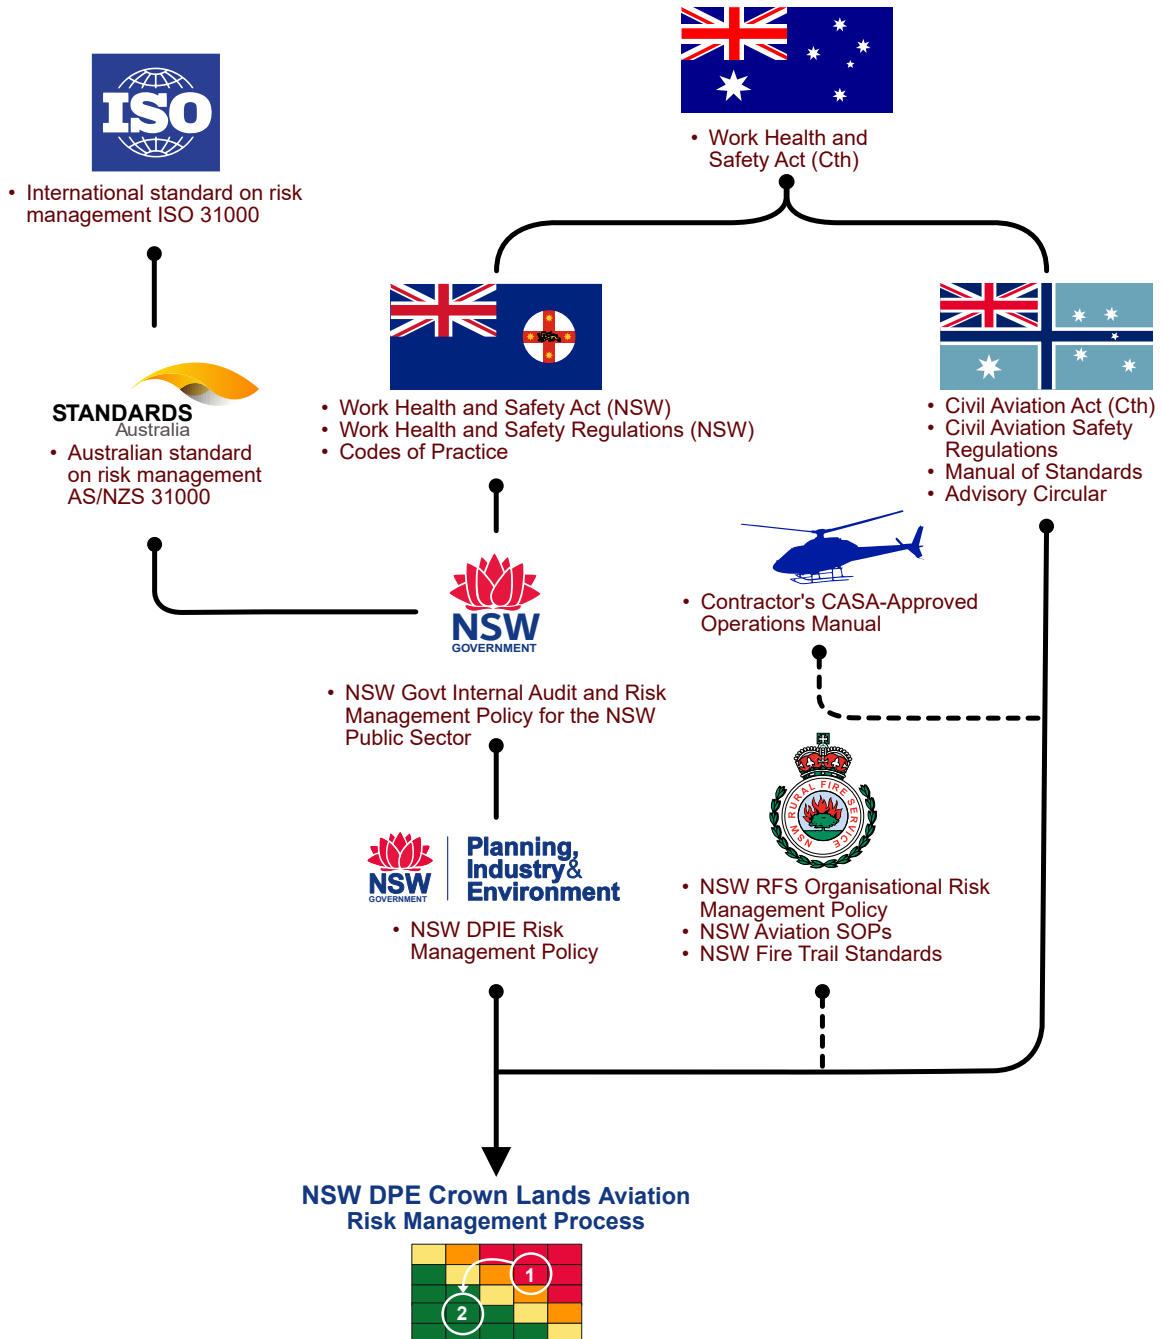 ISO
• International standard on risk
management ISO 31000
• Work Health and
Safety Act (Cth)
STANDARDS
Australia
• Australian standard
on risk management
AS/NZS 31000
• Work Health and Safety Act (NSW)
• Work Health and Safety Regulations (NSW)
• Codes of Practice
• Civil Aviation Act (Cth)
• Civil Aviation Safety
Regulations
• Manual of Standards
• Advisory Circular
NSW
GOVERNMENT
• NSW Govt Internal Audit and Risk
Management Policy for the NSW
Public Sector
• Contractor's CASA-Approved
Operations Manual
NSW RURAL FIRE SERVICE
NSW
GOVERNMENT
Planning,
Industry&
Environment
• NSW DPIE Risk
Management Policy
• NSW RFS Organisational Risk
Management Policy
• NSW Aviation SOPs
• NSW Fire Trail Standards
NSW DPE Crown Lands Aviation
Risk Management Process
1
2